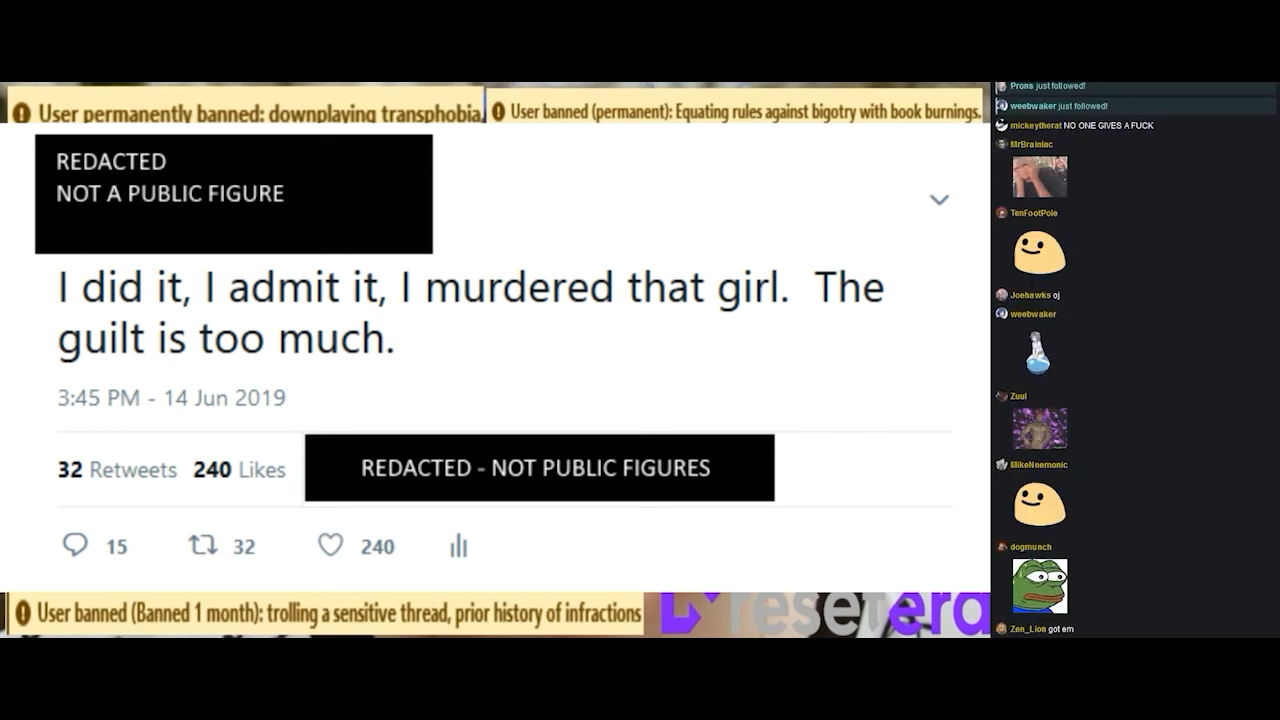 User permanently banned: downplaying transphobia,
User banned (permanent): Equating rules against bigotry with book burnings.
REDACTED
NOT A PUBLIC FIGURE
I did it, I admit it, I murdered that girl. The
guilt is too much.
3:45 PM - 14 Jun 2019
32 Retweets 240 Likes
REDACTED - NOT PUBLIC FIGURES
15 32 240
User banned (Banned 1 month): trolling a sensitive thread, prior history of infractions
resetera
Prons just followed!
weebwaker just followed!
mickeytherat NO ONE GIVES A FUCK
MrBrainiac
TenFootPole
Joehawks oj
weebwaker
Zuul
MikeNnemonic
dogmunch
Zen_Lion got em